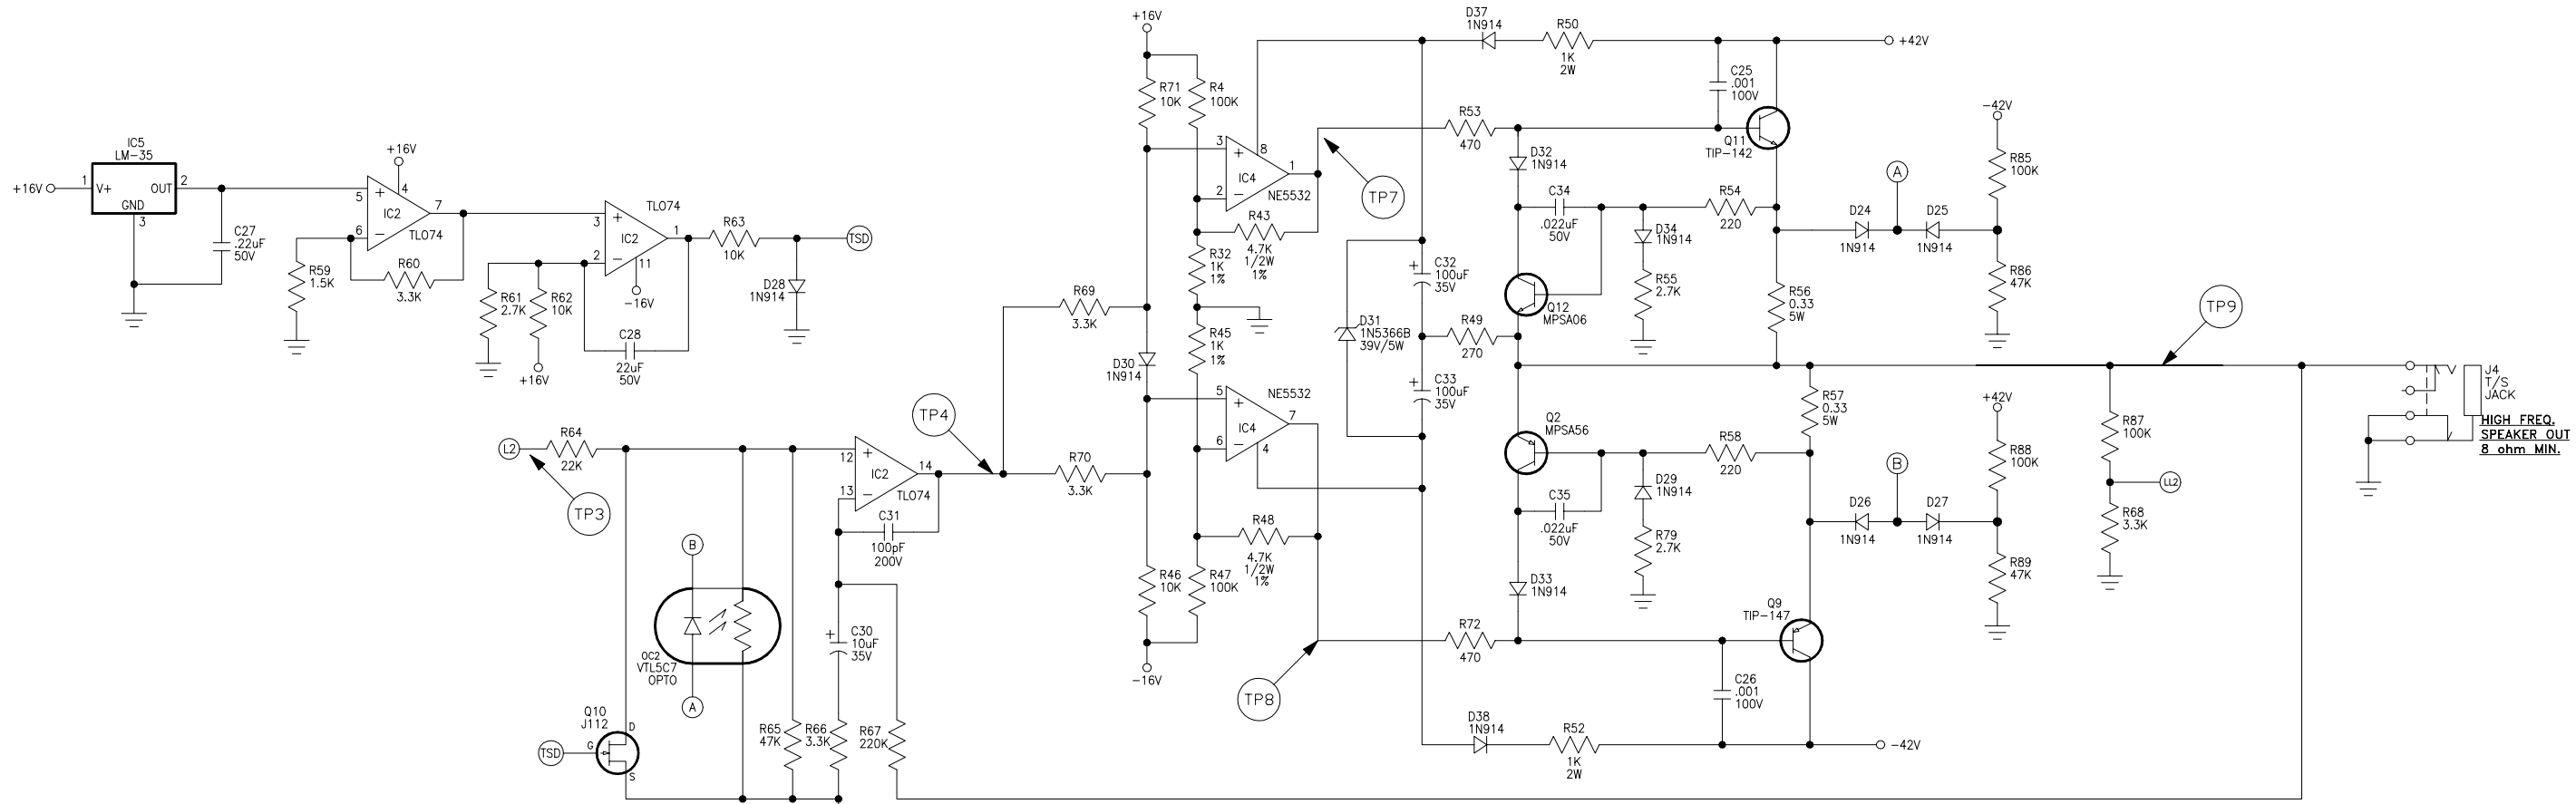 IC5
LM-35
+16V
1
V+
OUT
2
GND
3
C27
.22uF
50V
+16V
4
5
+
IC2
7
6
−
TL074
R59
1.5K
R60
3.3K
TL074
3
+
IC2
1
2
−
11
-16V
R61
2.7K
R62
10K
+16V
C28
22uF
50V
R63
10K
TSD
D28
1N914
L2
R64
22K
TP3
12
+
IC2
14
13
−
TL074
TP4
C31
100pF
200V
B
OC2
VTL5C7
OPTO
A
Q10
J112
D
G
S
TSD
R65
47K
R66
3.3K
R67
220K
C30
+
10uF
35V
R69
3.3K
R70
3.3K
+16V
R71
10K
R4
100K
3
+
8
IC4
1
2
−
NE5532
R43
4.7K
1/2W
1%
R32
1K
1%
R45
1K
1%
D30
1N914
NE5532
5
+
IC4
7
6
−
4
R48
4.7K
1/2W
1%
R46
10K
R47
100K
-16V
TP7
TP8
D31
1N5366B
39V/5W
+
C32
100uF
35V
+
C33
100uF
35V
R49
270
D37
1N914
R50
1K
2W
+42V
C25
.001
100V
R53
470
D32
1N914
Q11
TIP-142
C34
.022uF
50V
R54
220
D34
1N914
R55
2.7K
Q12
MPSA06
R56
0.33
5W
A
D24
1N914
D25
1N914
-42V
R85
100K
R86
47K
Q2
MPSA56
R58
220
R57
0.33
5W
C35
.022uF
50V
D29
1N914
R79
2.7K
D33
1N914
R72
470
Q9
TIP-147
C26
.001
100V
D38
1N914
R52
1K
2W
-42V
B
D26
1N914
D27
1N914
+42V
R88
100K
R89
47K
TP9
R87
100K
LL2
R68
3.3K
J4
T/S
JACK
HIGH FREQ.
SPEAKER OUT
8 ohm MIN.